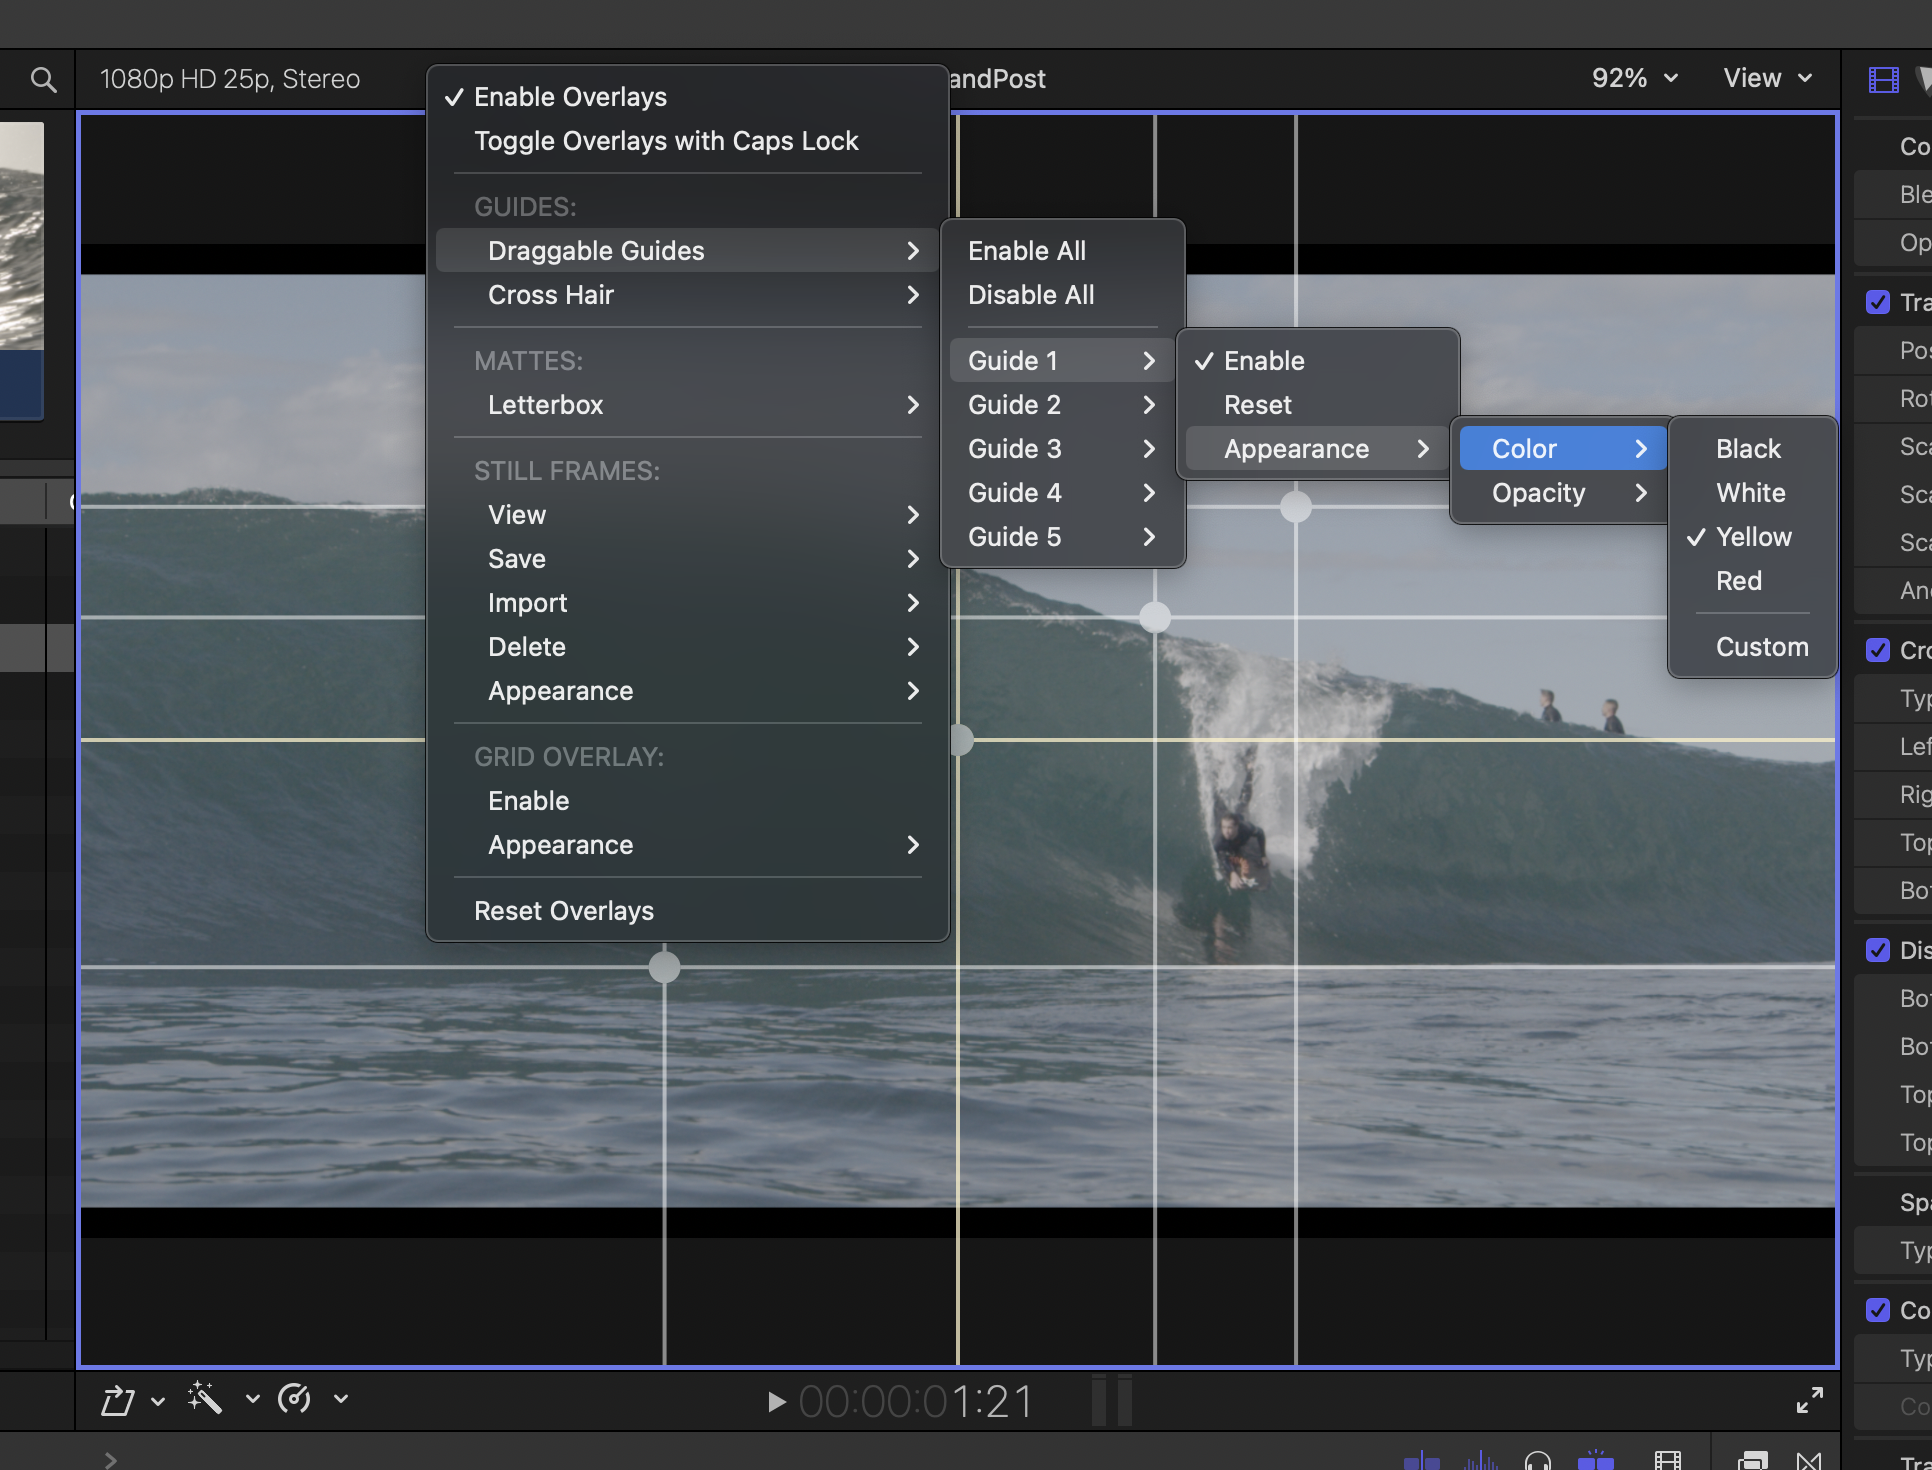 1080p HD 25p, Stereo
andPost
92%
View
Enable Overlays
Toggle Overlays with Caps Lock
GUIDES:
Draggable Guides
Cross Hair
MATTES:
Letterbox
STILL FRAMES:
View
Save
Import
Delete
Appearance
GRID OVERLAY:
Enable
Appearance
Reset Overlays
Enable All
Disable All
Guide 1
Guide 2
Guide 3
Guide 4
Guide 5
Enable
Reset
Appearance
Color
Opacity
Black
White
Yellow
Red
Custom
Co
Ble
Op
Tra
Pos
Rot
Sca
Sca
Sca
Anc
Cro
Typ
Lef
Rig
Top
Bot
Dis
Bot
Bot
Top
Top
Spa
Typ
Co
Typ
Co
Tra
00:00:01:21